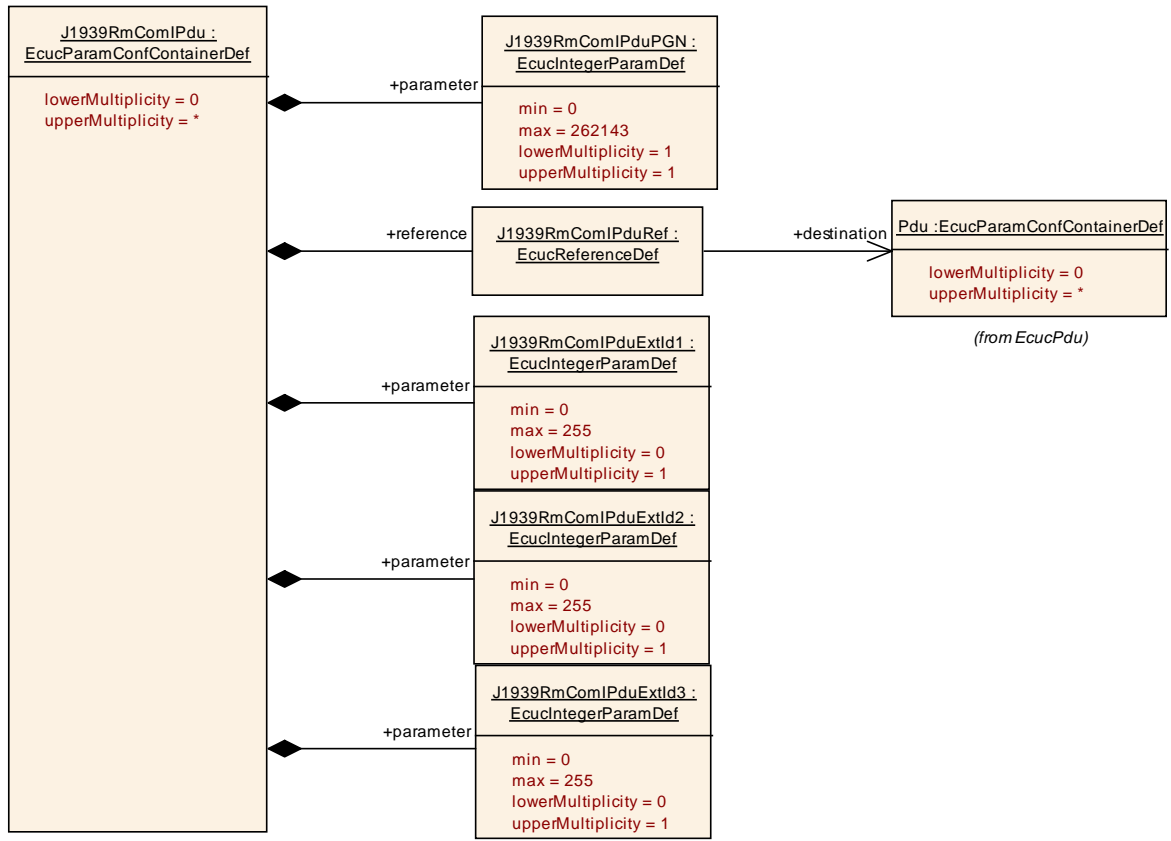 J1939RmComIPdu :
EcucParamConfContainerDef
lowerMultiplicity = 0
upperMultiplicity = *
+parameter
J1939RmComIPduPGN :
EcucIntegerParamDef
min = 0
max = 262143
lowerMultiplicity = 1
upperMultiplicity = 1
+reference
J1939RmComIPduRef :
EcucReferenceDef
+destination
Pdu :EcucParamConfContainerDef
lowerMultiplicity = 0
upperMultiplicity = *
(from EcucPdu)
+parameter
J1939RmComIPduExtId1 :
EcucIntegerParamDef
min = 0
max = 255
lowerMultiplicity = 0
upperMultiplicity = 1
+parameter
J1939RmComIPduExtId2 :
EcucIntegerParamDef
min = 0
max = 255
lowerMultiplicity = 0
upperMultiplicity = 1
+parameter
J1939RmComIPduExtId3 :
EcucIntegerParamDef
min = 0
max = 255
lowerMultiplicity = 0
upperMultiplicity = 1